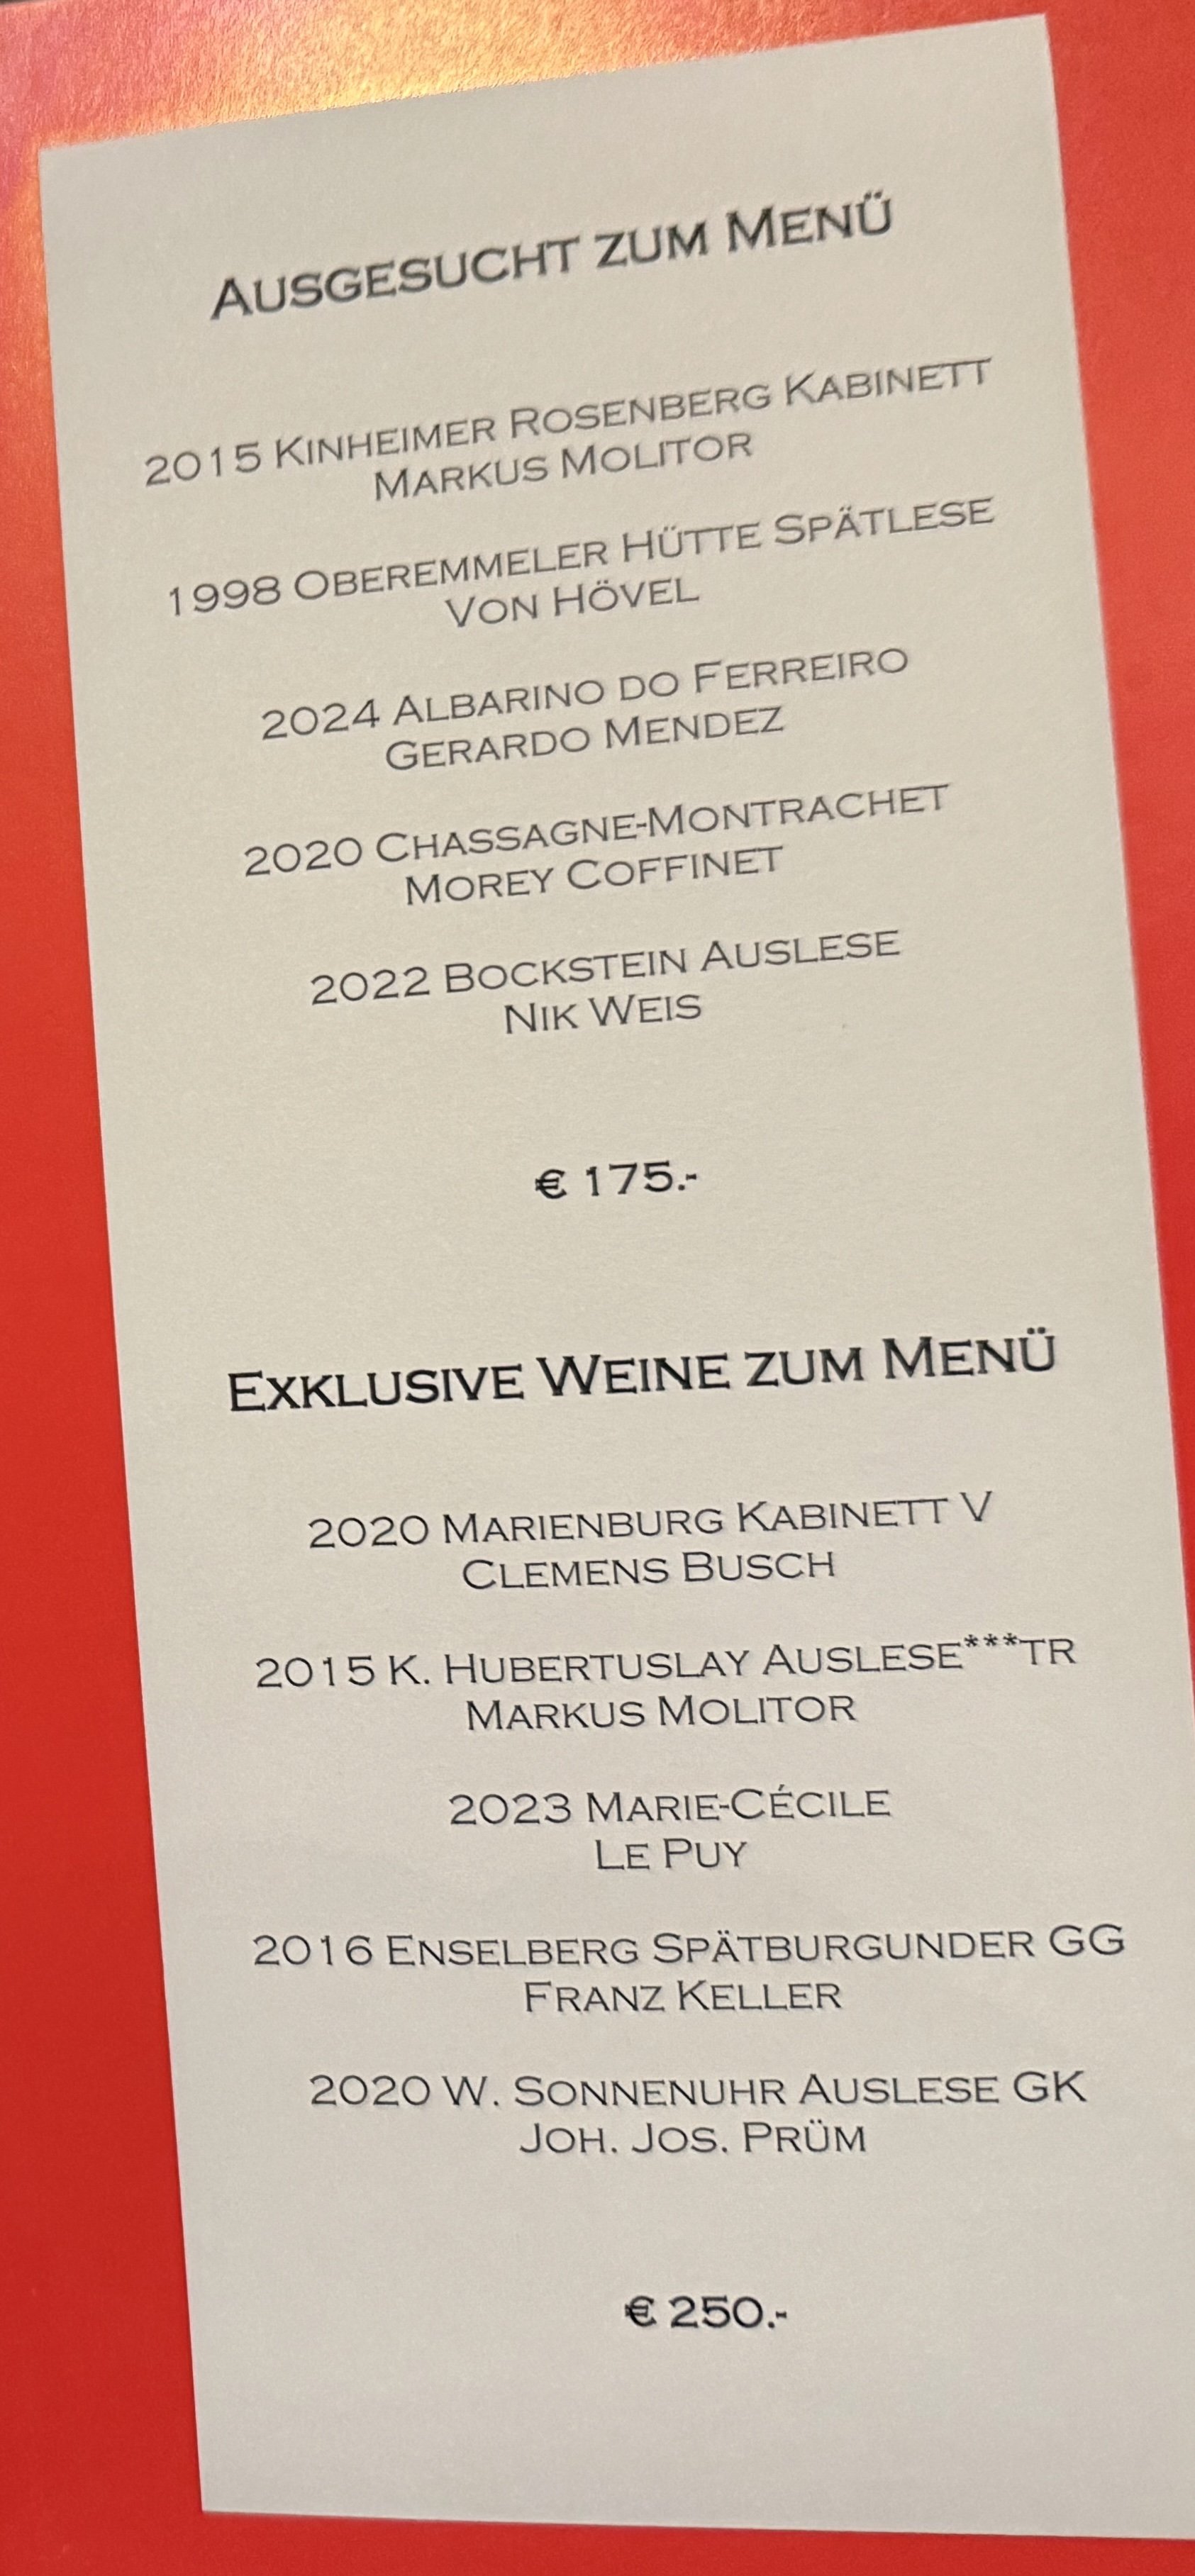 AUSGESUCHT ZUM MENÜ
2015 KINHEIMER ROSENBERG KABINETT
MARKUS MOLITOR
1998 OBEREMMELER HÜTTE SPÄTLESE
VON HÖVEL
2024 ALBARINO DO FERREIRO
GERARDO MENDEZ
2020 CHASSAGNE-MONTRACHET
MOREY COFFINET
2022 BOCKSTEIN AUSLESE
NIK WEIS
€ 175.-
EXKLUSIVE WEINE ZUM MENÜ
2020 MARIENBURG KABINETT V
CLEMENS BUSCH
2015 K. HUBERTUSLAY AUSLESE***TR
MARKUS MOLITOR
2023 MARIE-CÉCILE
LE PUY
2016 ENSELBERG SPÄTBURGUNDER GG
FRANZ KELLER
2020 W. SONNENUHR AUSLESE GK
JOH. JOS. PRÜM
€ 250.-